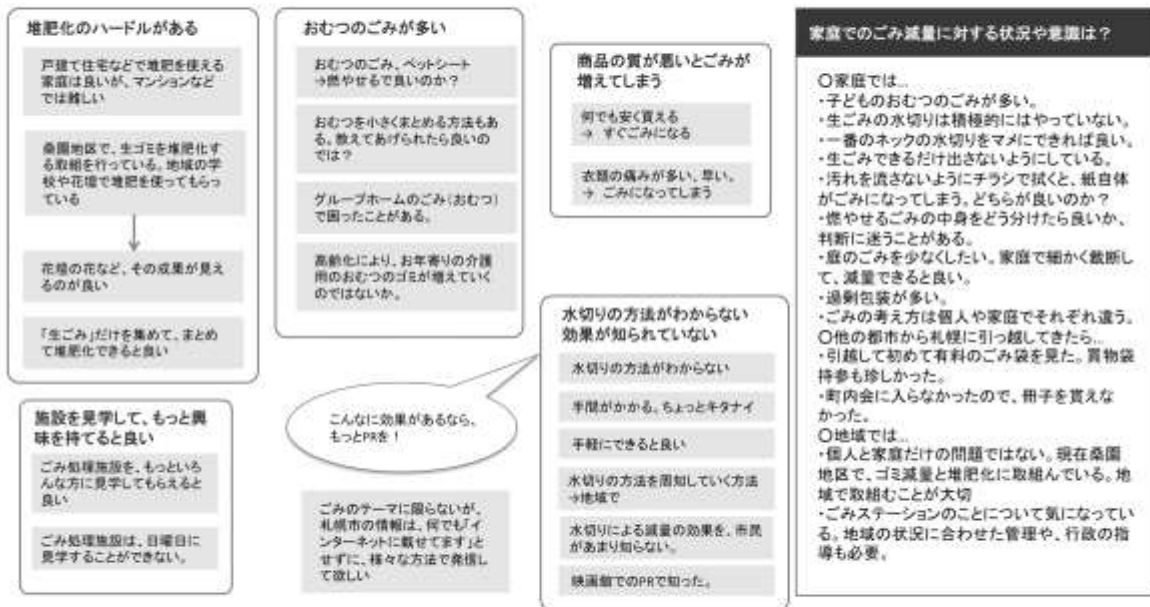 堆肥化のハードルがある
戸建て住宅などで堆肥を使える
家庭は良いが、マンションなど
では難しい
桑園地区で、生ゴミを堆肥化す
る取組を行っている。地域の学
校や花壇で堆肥を使ってもらっ
ている
花壇の花など、その成果が見え
るのが良い
「生ごみ」だけを集めて、まとめ
て堆肥化できると良い
施設を見学して、もっと興
味を持てると良い
ごみ処理施設を、もっといろ
んな方に見学してもらえると
良い
ごみ処理施設は、日曜日に
見学することができない。
おむつのごみが多い
おむつのごみ、ペットシート
→燃やせるで良いのか？
おむつを小さくまとめる方法もあ
る。教えてあげられたら良いの
では？
グループホームのごみ（おむつ）
で困ったことがある。
高齢化により、お年寄りの介護
用のおむつのゴミが増えていく
のではないか。
こんなに効果があるなら、
もっとPRを！
ごみのテーマに限らないが、
札幌市の情報は、何でも「イ
ンターネットに載せてます」と
せずに、様々な方法で発信し
て欲しい
商品の質が悪いとごみが
増えてしまう
何でも安く買える
→ すぐごみになる
衣類の痛みが多い、早い。
→ ごみになってしまう
水切りの方法がわからない
効果が知られていない
水切りの方法がわからない
手間がかかる。ちょっとキタナイ
手軽にできると良い
水切りの方法を周知していく方法
→地域で
水切りによる減量の効果を、市民
があまり知らない。
映画館でのPRで知った。
家庭でのごみ減量に対する状況や意識は？
〇家庭では…
・子どものおむつのごみが多い。
・生ごみの水切りは積極的にはやっていない。
・一番のネックの水切りをマメにできれば良い。
・生ごみできるだけ出さないようにしている。
・汚れを流さないようにチラシで拭くと、紙自体
がごみになってしまう。どちらが良いのか？
・燃やせるごみの中身をどう分けたら良いか、
判断に迷うことがある。
・庭のごみを少なくしたい。家庭で細かく裁断し
て、減量できると良い。
・過剰包装が多い。
・ごみの考え方は個人や家庭でそれぞれ違う。
〇他の都市から札幌に引っ越してきたら…
・引越して初めて有料のごみ袋を見た。買物袋
持参も珍しかった。
・町内会に入らなかったので、冊子を貰えな
かった。
〇地域では…
・個人と家庭だけの問題ではない。現在桑園
地区で、ゴミ減量と堆肥化に取組んでいる。地
域で取組むことが大切
・ごみステーションのことについて気になってい
る。地域の状況に合わせた管理や、行政の指
導も必要。